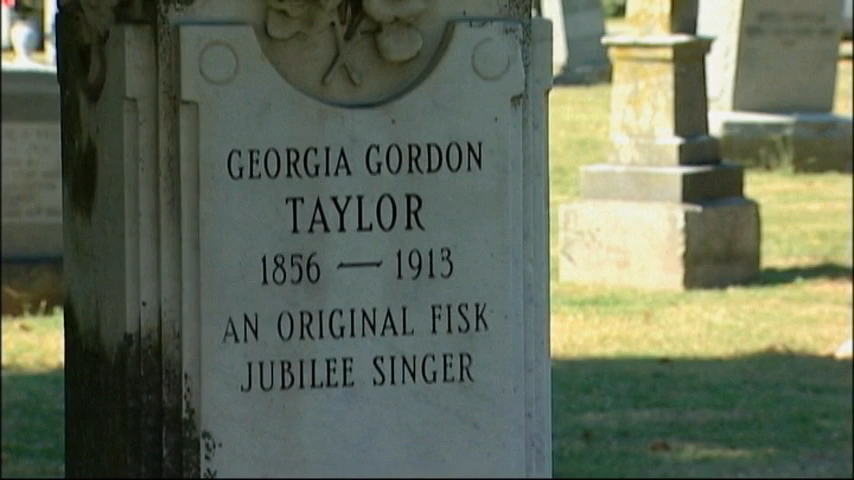 GEORGIA GORDON
TAYLOR
1856 — 1913
AN ORIGINAL FISK
JUBILEE SINGER